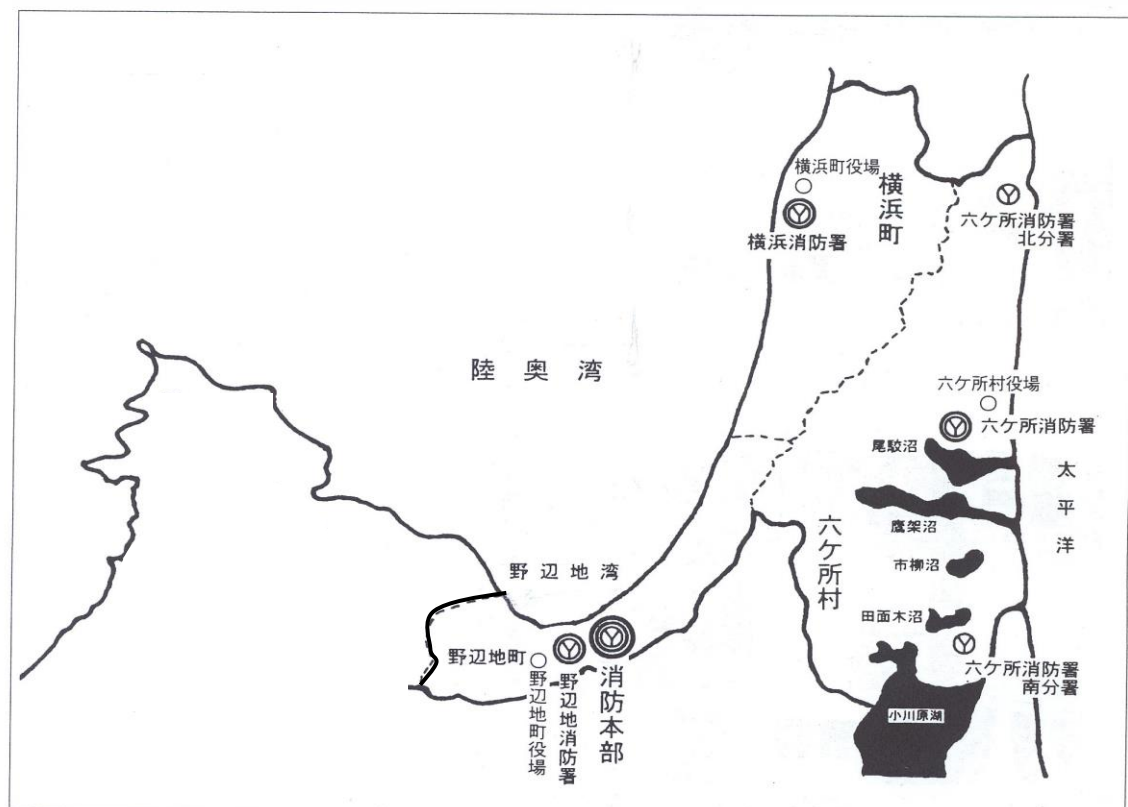 横浜町役場
横浜町
横浜消防署
六ケ所消防署
北分署
陸奥湾
六ケ所村役場
六ケ所消防署
尾駮沼
太平洋
鷹架沼
六ケ所村
市柳沼
野辺地湾
田面木沼
野辺地町
六ケ所消防署
南分署
野辺地町役場
野辺地消防署
消防本部
小川原湖